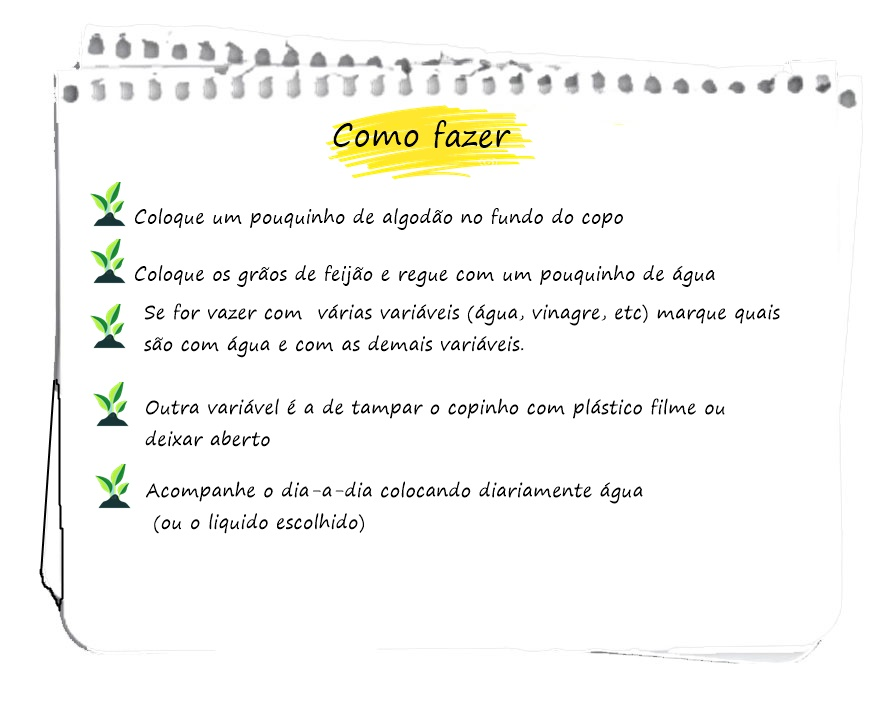 Como fazer
Coloque um pouquinho de algodão no fundo do copo
Coloque os grãos de feijão e regue com um pouquinho de água
Se for vazer com várias variáveis (água, vinagre, etc) marque quais
são com água e com as demais variáveis.
Outra variável é a de tampar o copinho com plástico filme ou
deixar aberto
Acompanhe o dia-a-dia colocando diariamente água
(ou o liquido escolhido)